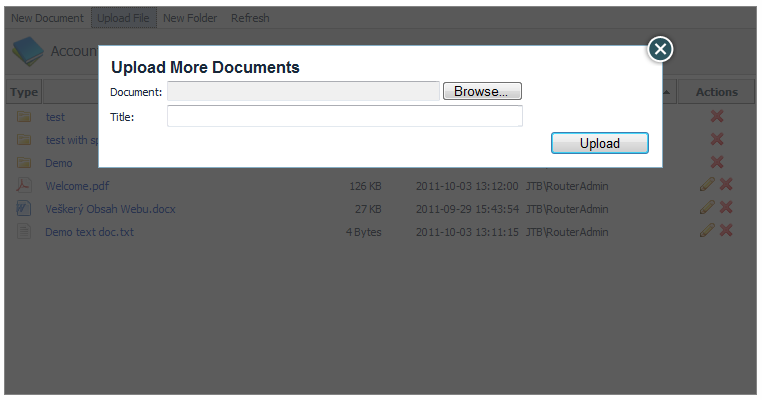 New Document Upload File New Folder Refresh
Accoun
Upload More Documents
Document: Browse...
Title:
Upload
Type Actions
test
test with sp
Demo
Welcome.pdf 126 KB 2011-10-03 13:12:00 JTB\RouterAdmin
Veškerý Obsah Webu.docx 27 KB 2011-09-29 15:43:54 JTB\RouterAdmin
Demo text doc.txt 4 Bytes 2011-10-03 13:11:15 JTB\RouterAdmin